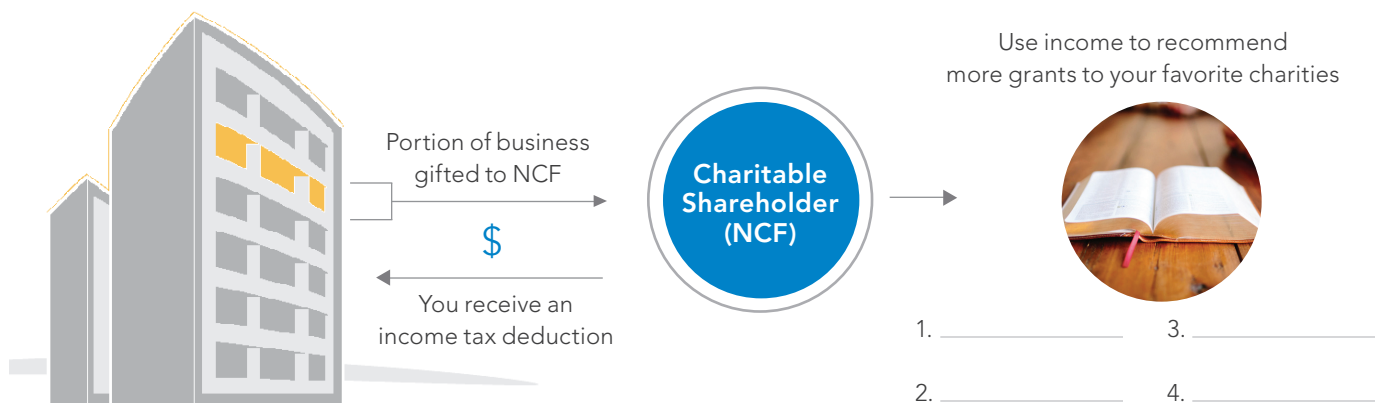 Portion of business
gifted to NCF
$
You receive an
income tax deduction
Charitable
Shareholder
(NCF)
Use income to recommend
more grants to your favorite charities
1.
2.
3.
4.